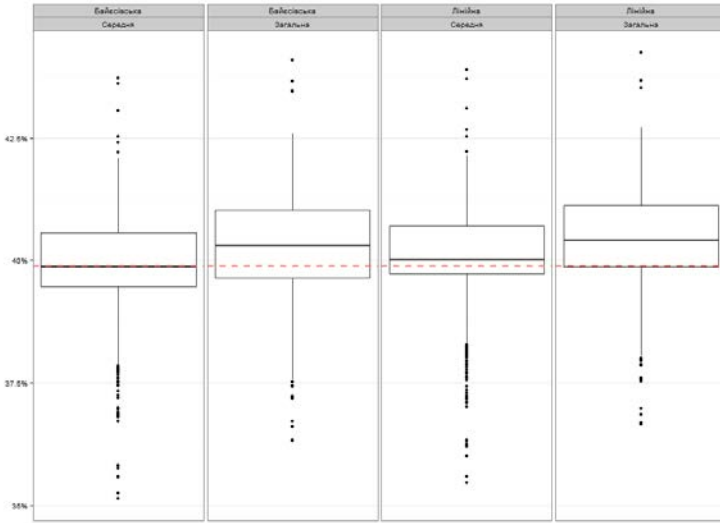 Байєсівська
Байєсівська
Лінійна
Лінійна
Середня
Загальна
Середня
Загальна
42.5%
40%
37.5%
35%